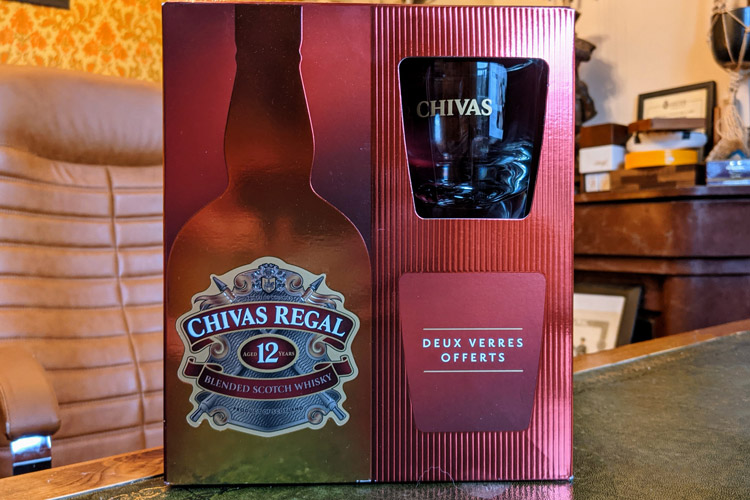 CHIVAS
CHIVAS REGAL
AGED 12 YEARS
BLENDED SCOTCH WHISKY
DEUX VERRES
OFFERTS